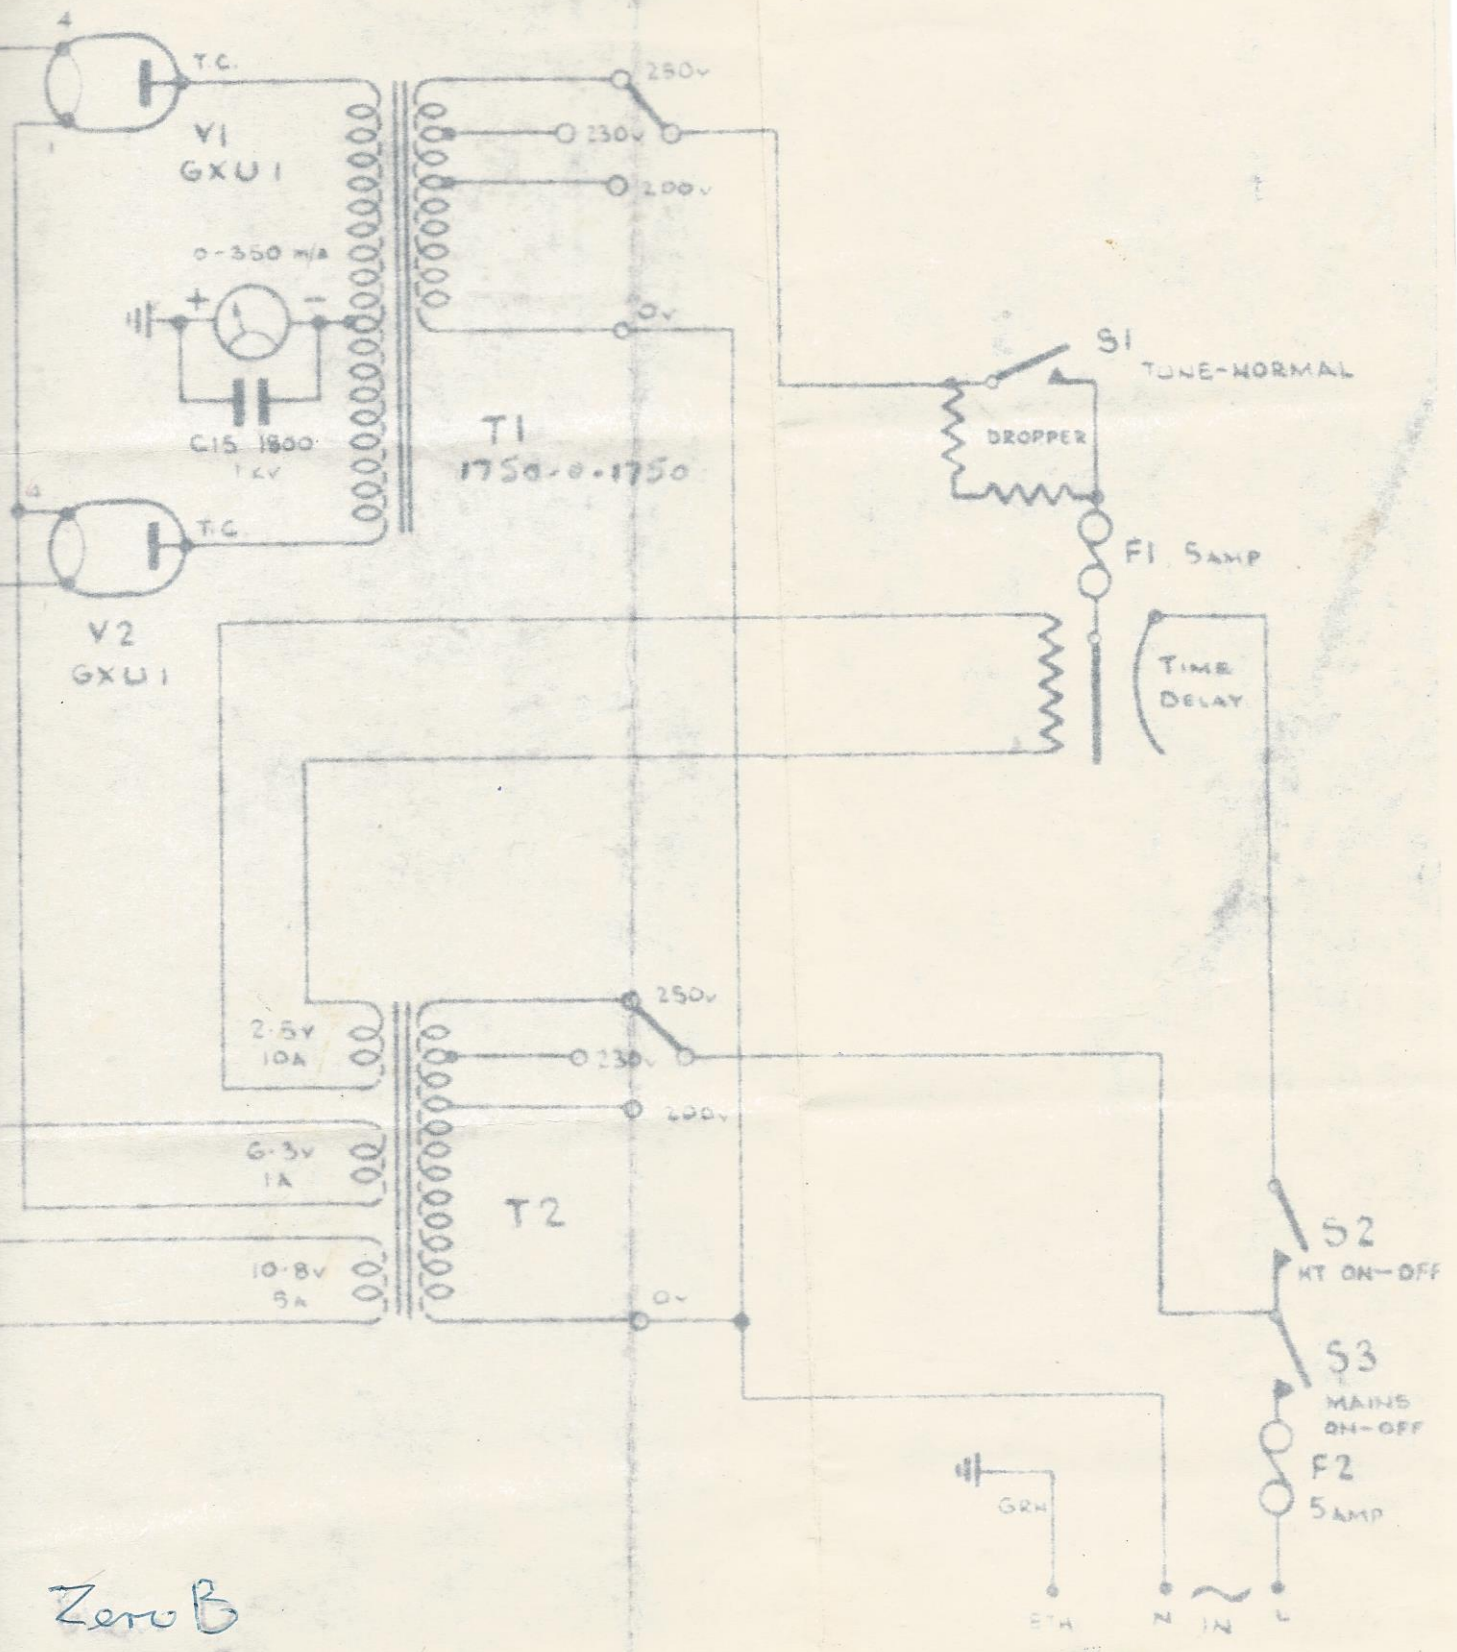 4
T.C.
250v
V1
GXU1
230v
1
200v
0-350 m/a
+ −
0v
S1
TUNE-NORMAL
C15 1800
1KV
T1
1750-0-1750
DROPPER
4
T.C.
F1 5AMP
V2
GXU1
TIME
DELAY
250v
2·5v
10A
230v
200v
6·3v
1A
T2
S2
HT ON-OFF
10·8v
5A
0v
S3
MAINS
ON-OFF
F2
5AMP
GRN
ETH N IN L
Zero B